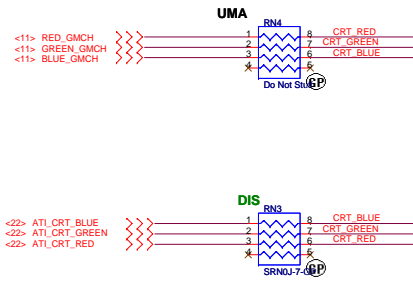 UMA
RN4
<11> RED_GMCH 1 8 CRT_RED
<11> GREEN_GMCH 2 7 CRT_GREEN
<11> BLUE_GMCH 3 6 CRT_BLUE
4 5
Do Not GP
DIS
RN3
<22> ATI_CRT_BLUE 1 8 CRT_BLUE
<22> ATI_CRT_GREEN 2 7 CRT_GREEN
<22> ATI_CRT_RED 3 6 CRT_RED
4 5
SRN0J-7-GP